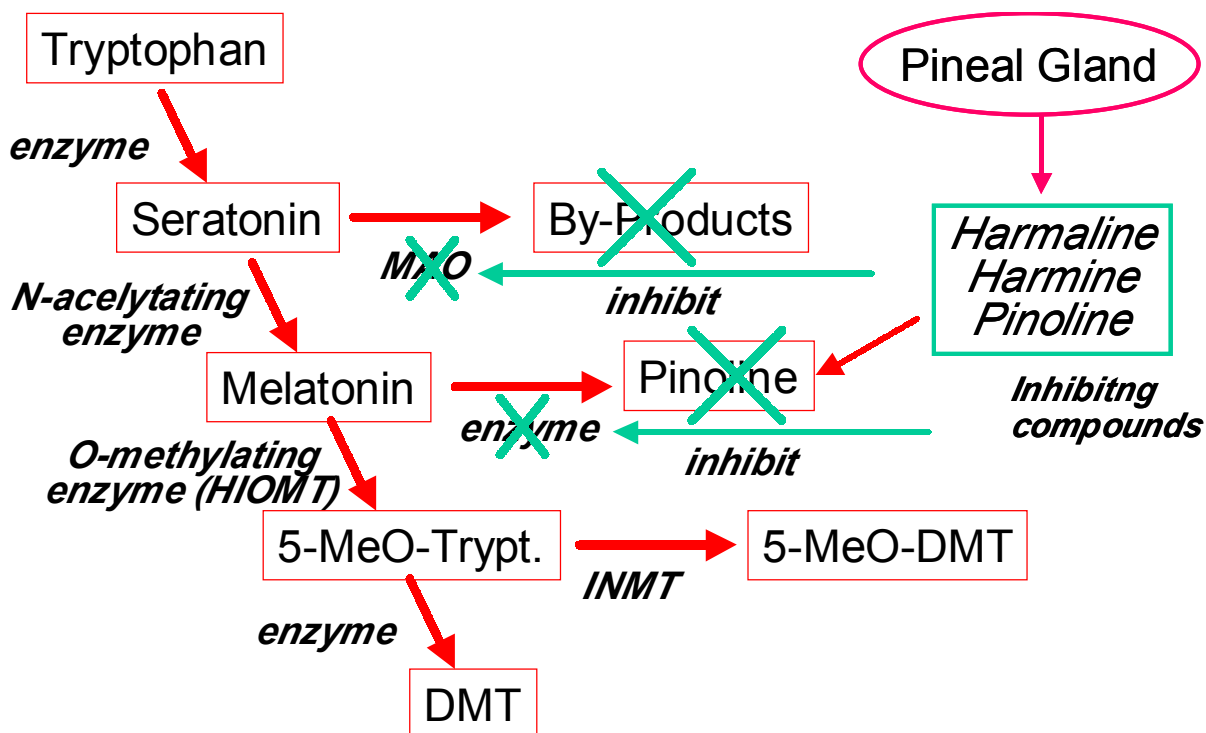 Tryptophan
Pineal Gland
enzyme
Seratonin
By-Products
MAO
inhibit
Harmaline
Harmine
Pinoline
N-acelytating
enzyme
Melatonin
Pinoline
enzyme
inhibit
Inhibitng
compounds
O-methylating
enzyme (HIOMT)
5-MeO-Trypt.
INMT
5-MeO-DMT
enzyme
DMT